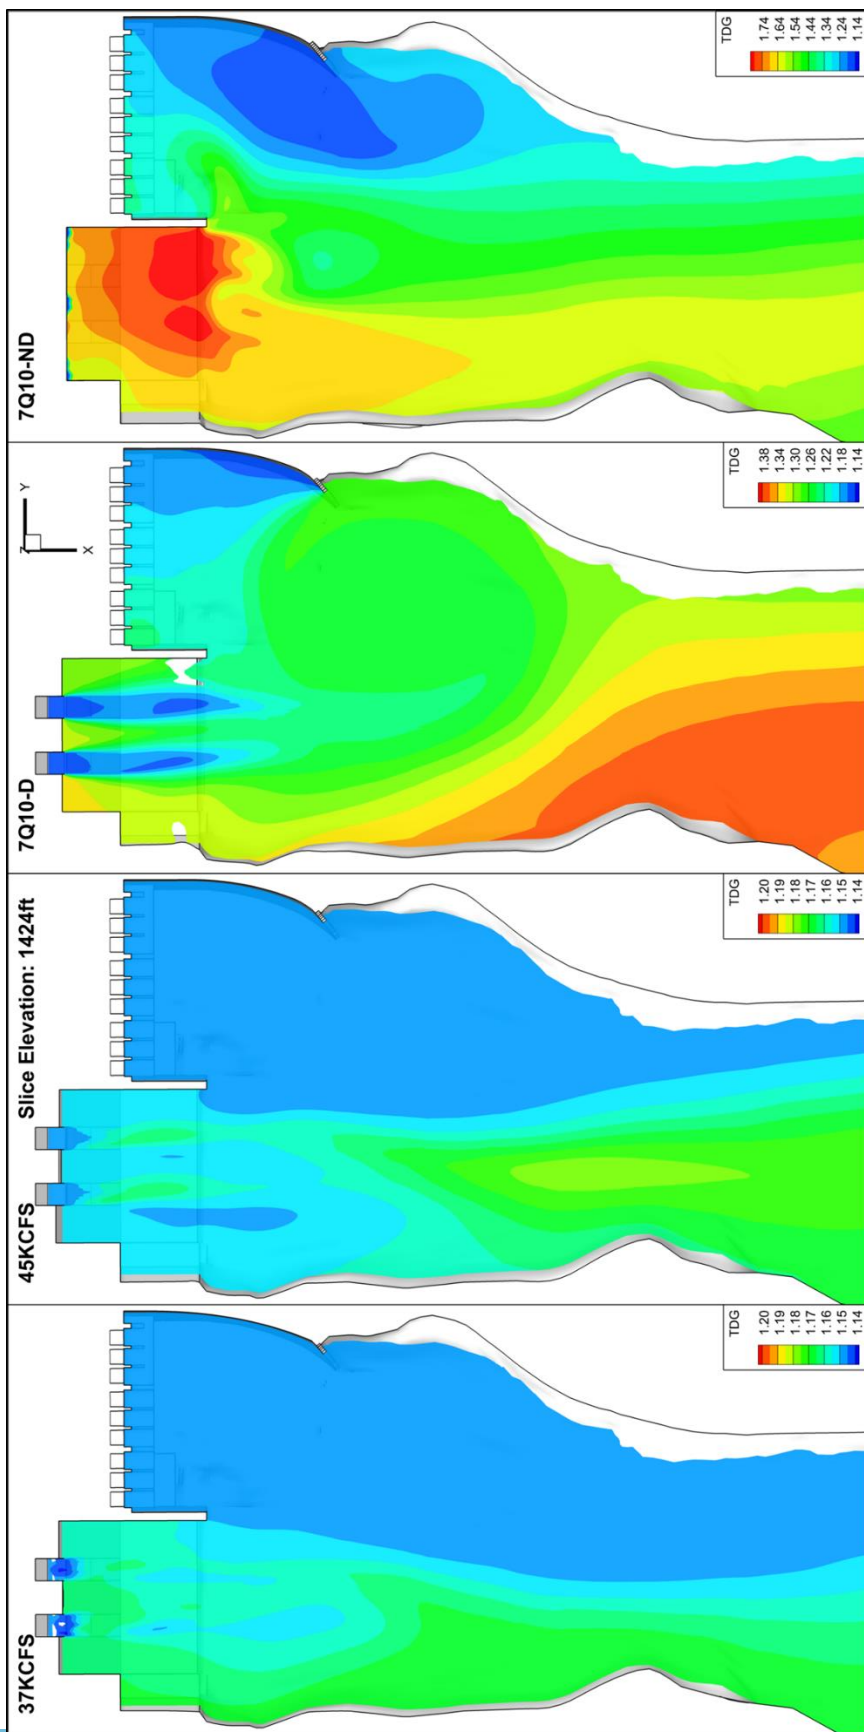 37KCFS
TDG
1.20
1.19
1.18
1.17
1.16
1.15
1.14
45KCFS
Slice Elevation: 1424ft
TDG
1.20
1.19
1.18
1.17
1.16
1.15
1.14
7Q10-D
Z
Y
X
TDG
1.38
1.34
1.30
1.26
1.22
1.18
1.14
7Q10-ND
TDG
1.74
1.64
1.54
1.44
1.34
1.24
1.14